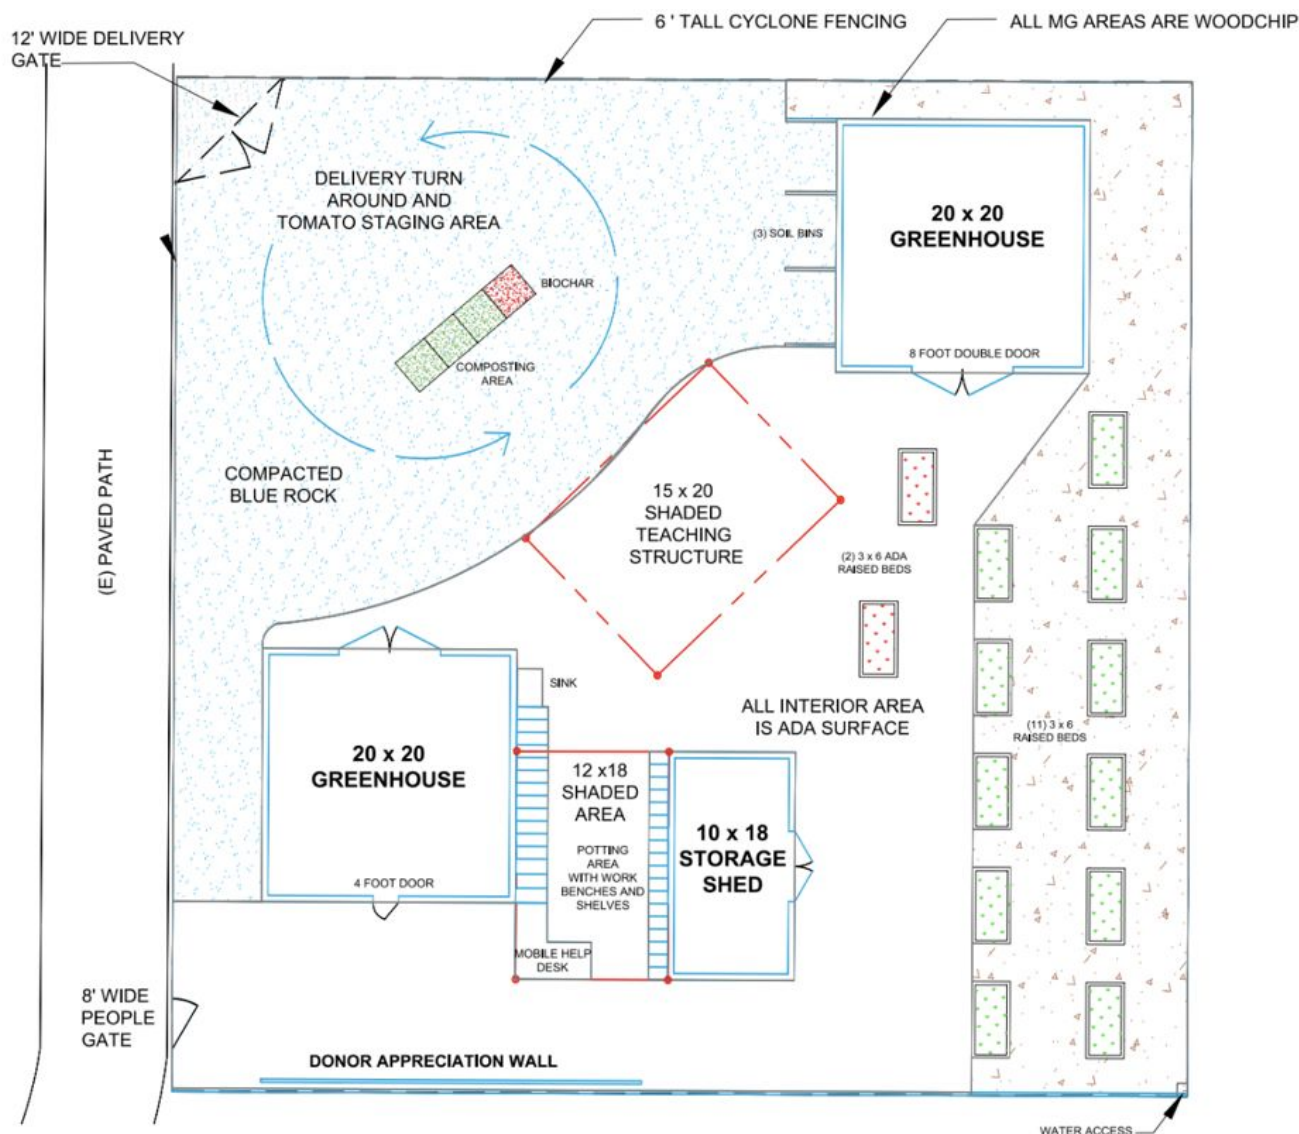 6 ' TALL CYCLONE FENCING
ALL MG AREAS ARE WOODCHIP
12' WIDE DELIVERY
GATE
DELIVERY TURN
AROUND AND
TOMATO STAGING AREA
(3) SOIL BINS
20 x 20
GREENHOUSE
BIOCHAR
8 FOOT DOUBLE DOOR
COMPOSTING
AREA
COMPACTED
BLUE ROCK
(E) PAVED PATH
15 x 20
SHADED
TEACHING
STRUCTURE
(2) 3 x 6 ADA
RAISED BEDS
SINK
ALL INTERIOR AREA
IS ADA SURFACE
(11) 3 x 6
RAISED BEDS
20 x 20
GREENHOUSE
12 x18
SHADED
AREA
POTTING
AREA
WITH WORK
BENCHES AND
SHELVES
10 x 18
STORAGE
SHED
4 FOOT DOOR
MOBILE HELP
DESK
8' WIDE
PEOPLE
GATE
DONOR APPRECIATION WALL
WATER ACCESS